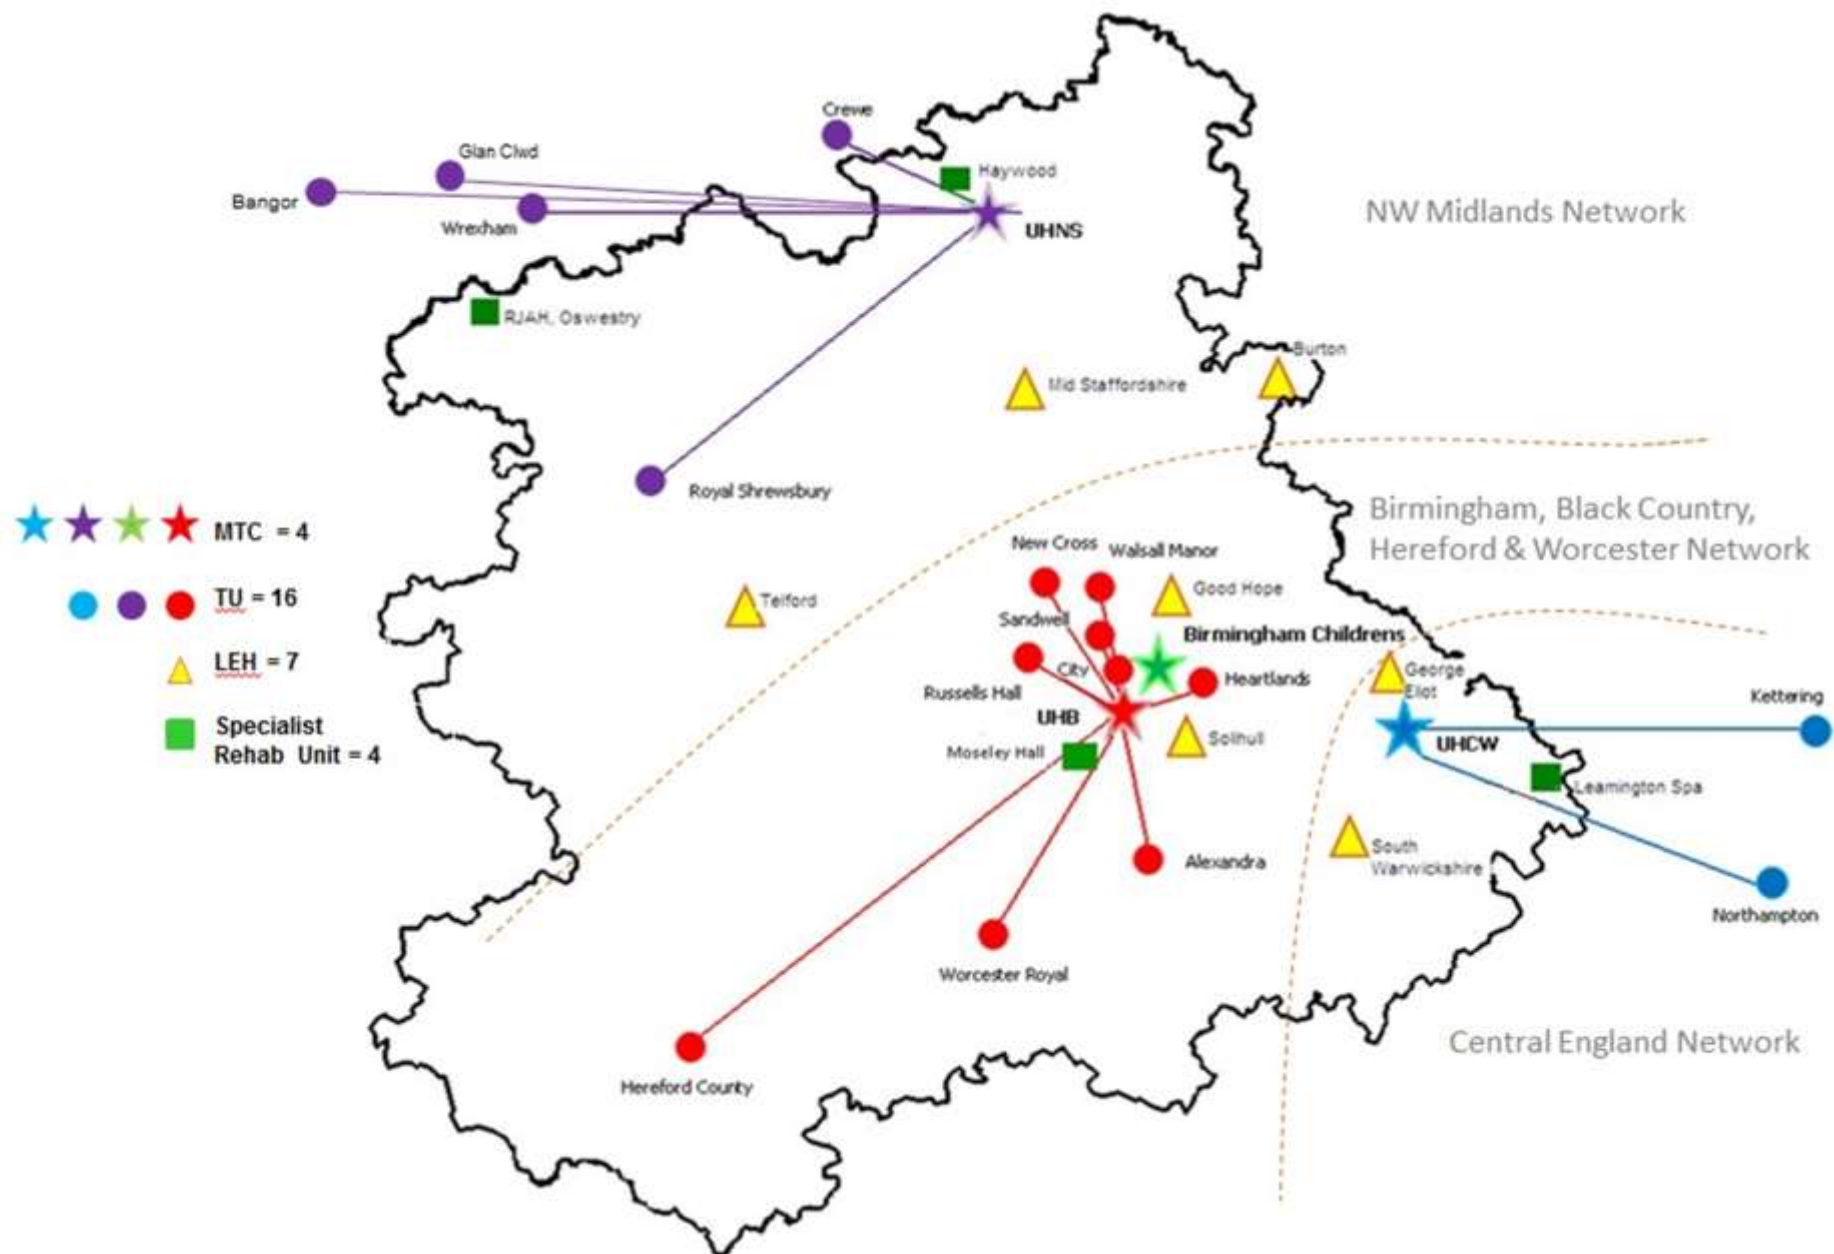 Crewe
Glan Clwd
Haywood
Bangor
Wrexham
UHNS
NW Midlands Network
RJAH, Oswestry
Burton
Mid Staffordshire
Royal Shrewsbury
MTC = 4
TU = 16
LEH = 7
Specialist
Rehab Unit = 4
Birmingham, Black Country,
Hereford & Worcester Network
New Cross
Walsall Manor
Good Hope
Telford
Sandwell
Birmingham Childrens
City
Heartlands
George
Eliot
Russells Hall
Kettering
UHB
Solihull
UHCW
Moseley Hall
Leamington Spa
South
Warwickshire
Alexandra
Northampton
Worcester Royal
Central England Network
Hereford County